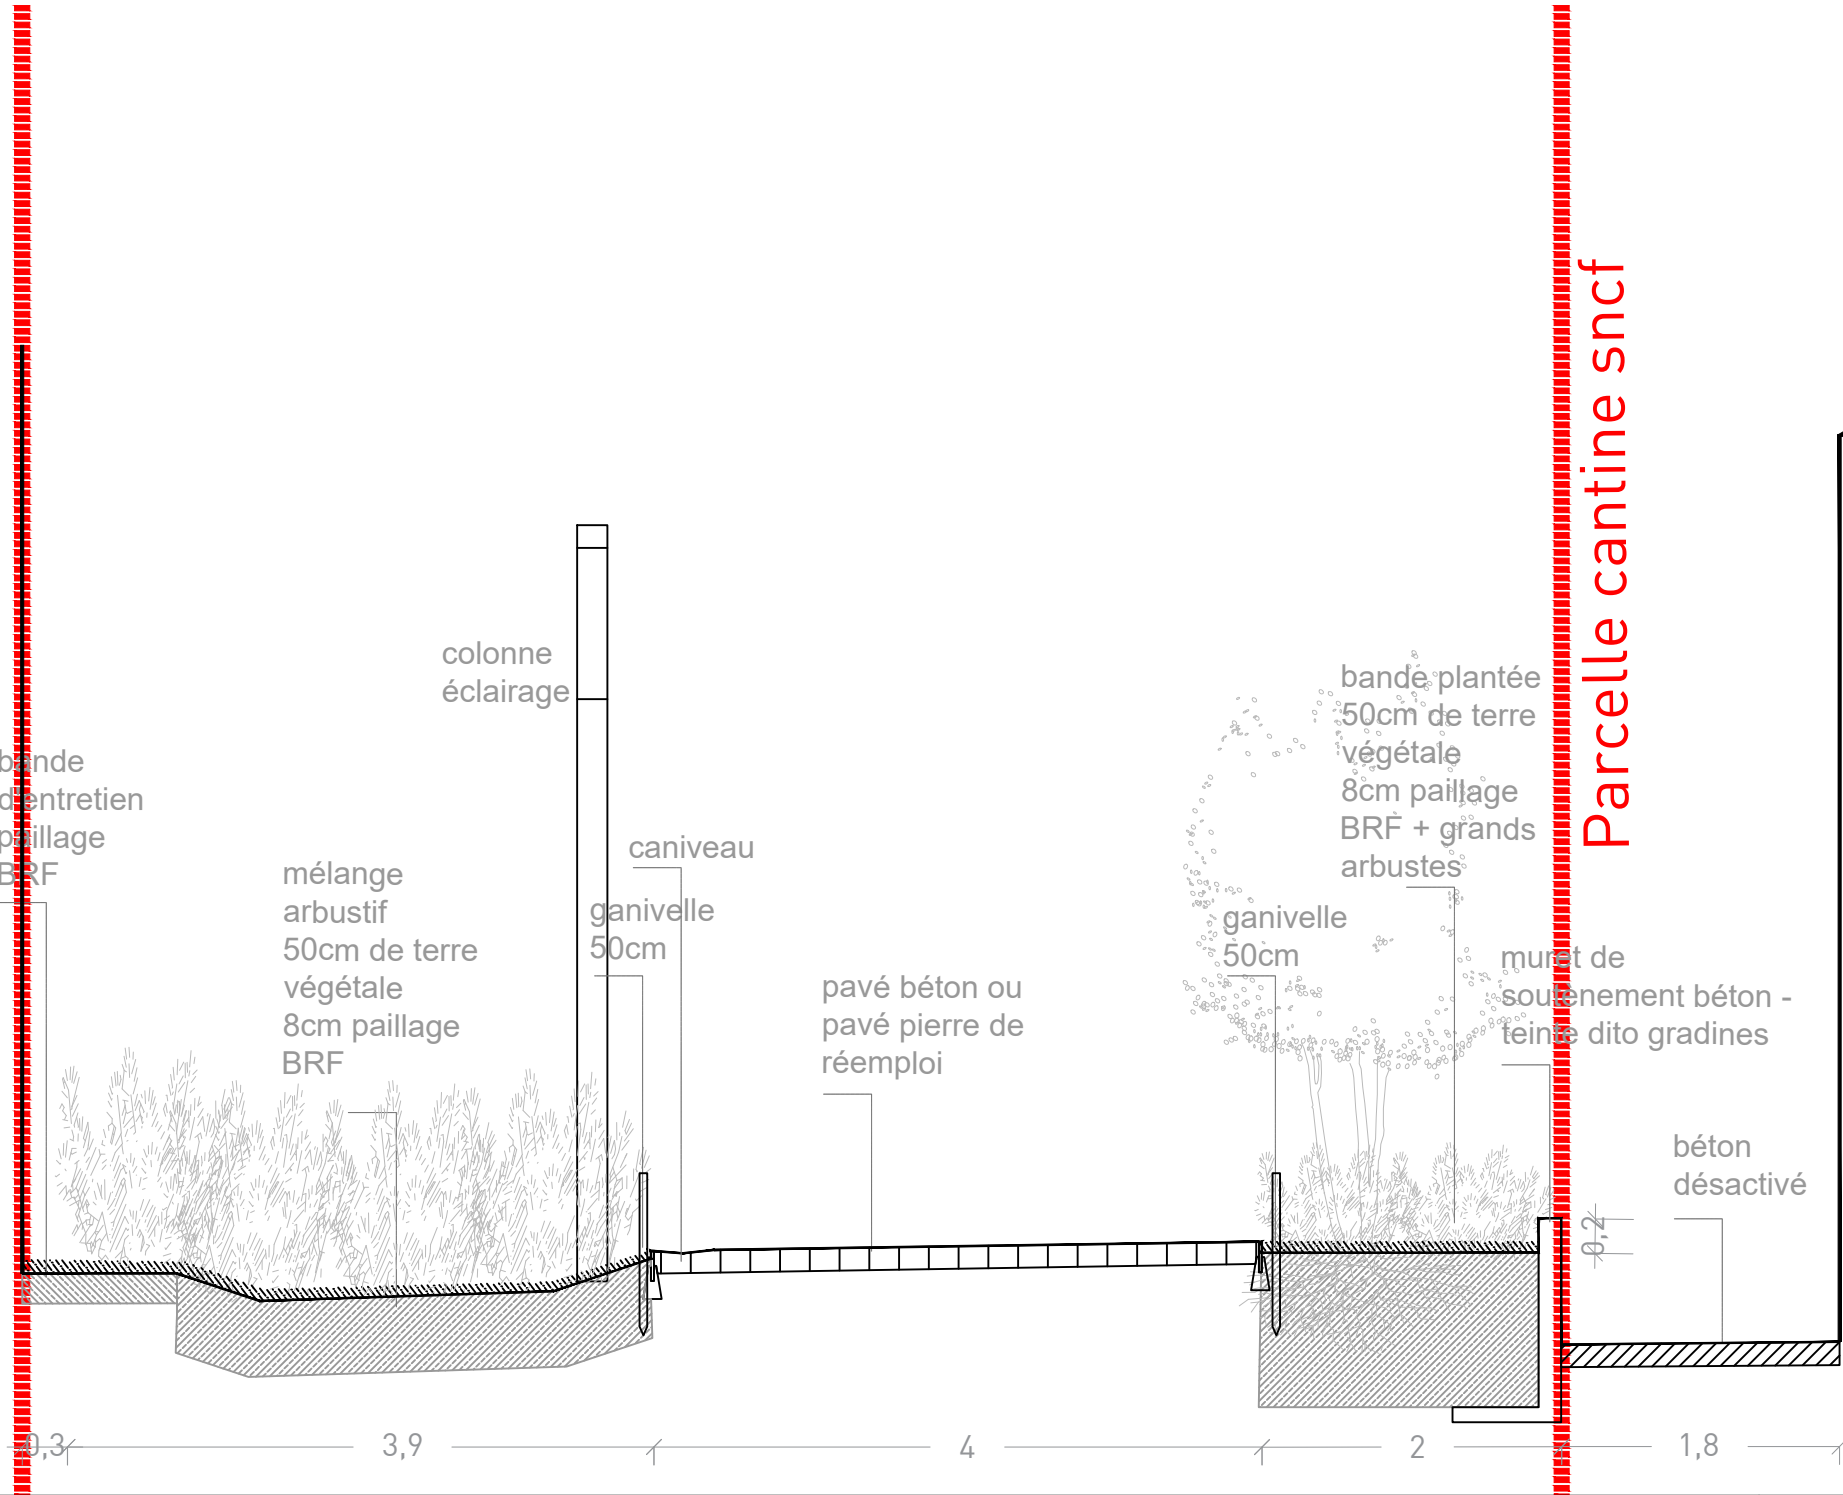 Parcelle cantine sncf
colonne
éclairage
bande plantée
50cm de terre
végétale
8cm paillage
BRF + grands
arbustes
bande
d'entretien
paillage
BRF
caniveau
mélange
arbustif
50cm de terre
végétale
8cm paillage
BRF
ganivelle
50cm
ganivelle
50cm
pavé béton ou
pavé pierre de
réemploi
muret de
soutènement béton -
teinte dito gradines
béton
désactivé
0,2
0,3
3,9
4
2
1,8